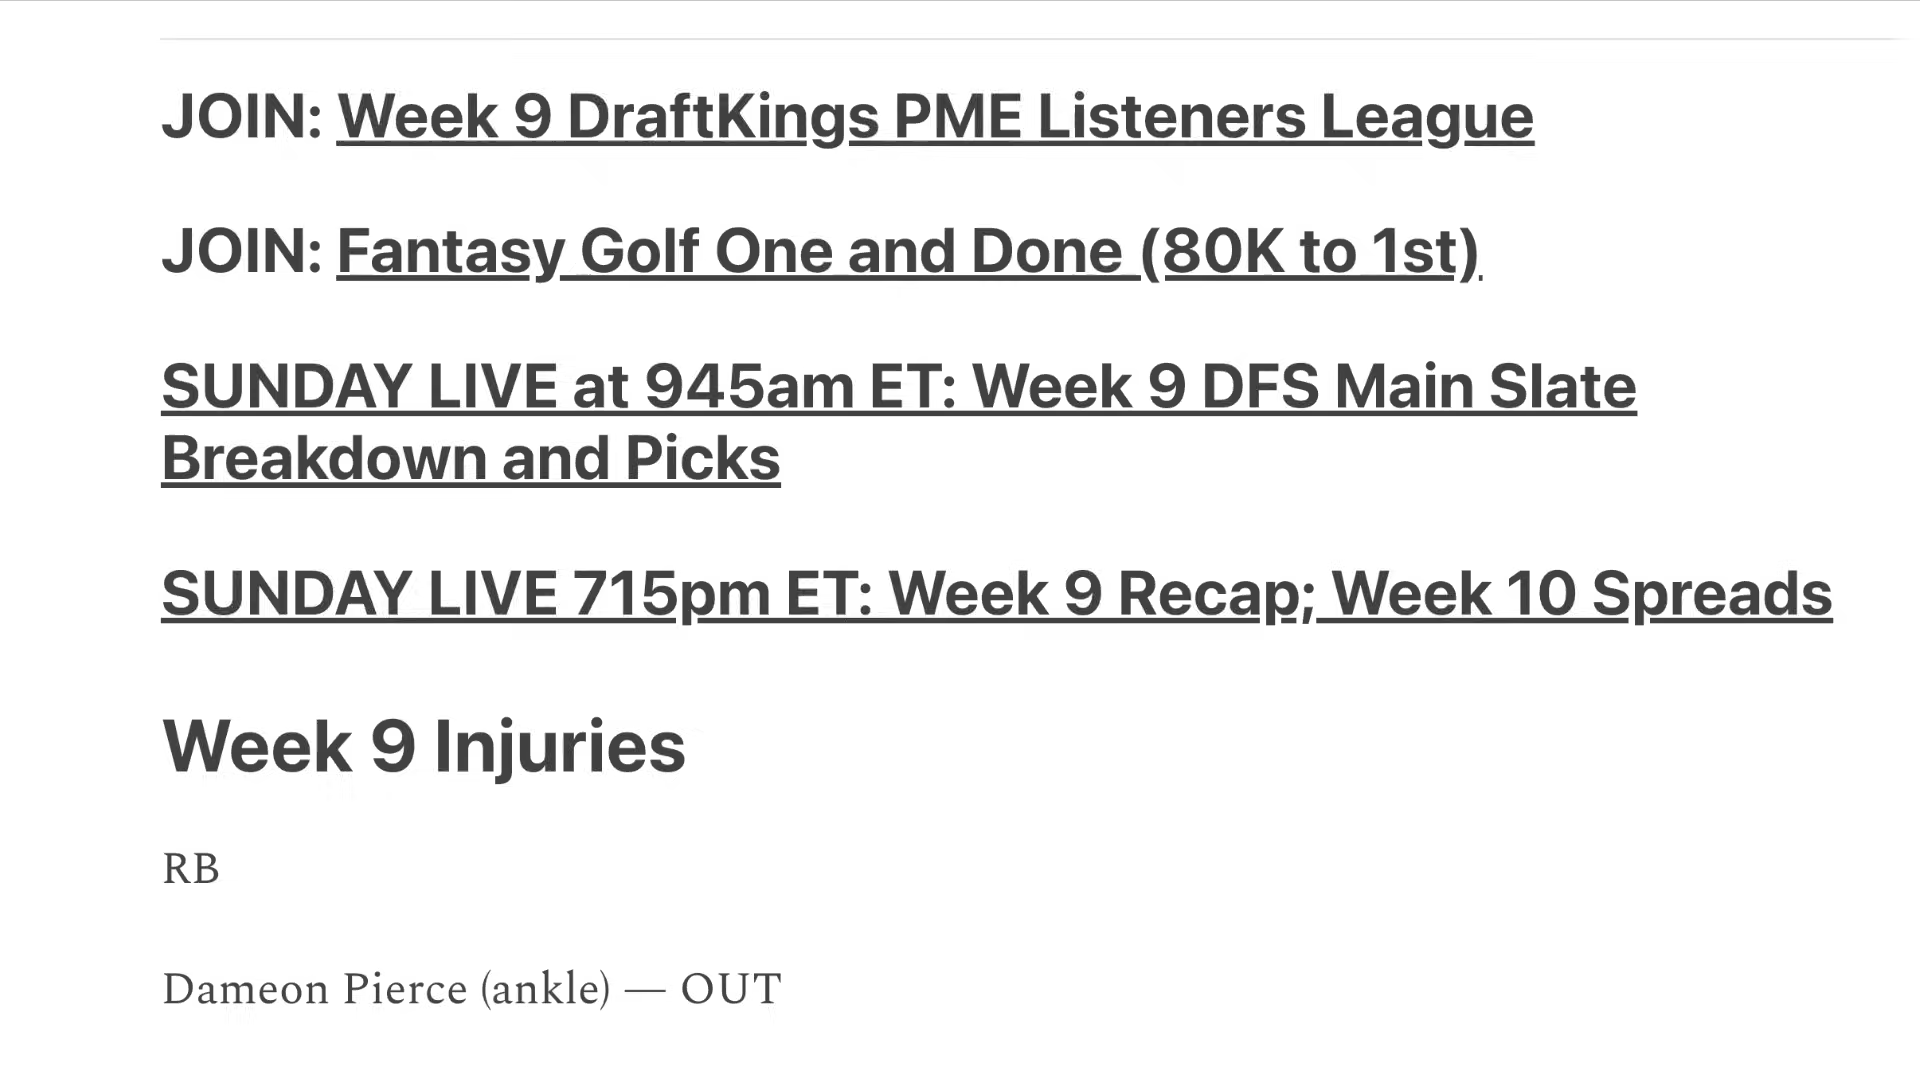 JOIN: Week 9 DraftKings PME Listeners League
JOIN: Fantasy Golf One and Done (80K to 1st)
SUNDAY LIVE at 945am ET: Week 9 DFS Main Slate
Breakdown and Picks
SUNDAY LIVE 715pm ET: Week 9 Recap; Week 10 Spreads
Week 9 Injuries
RB
Dameon Pierce (ankle) — OUT